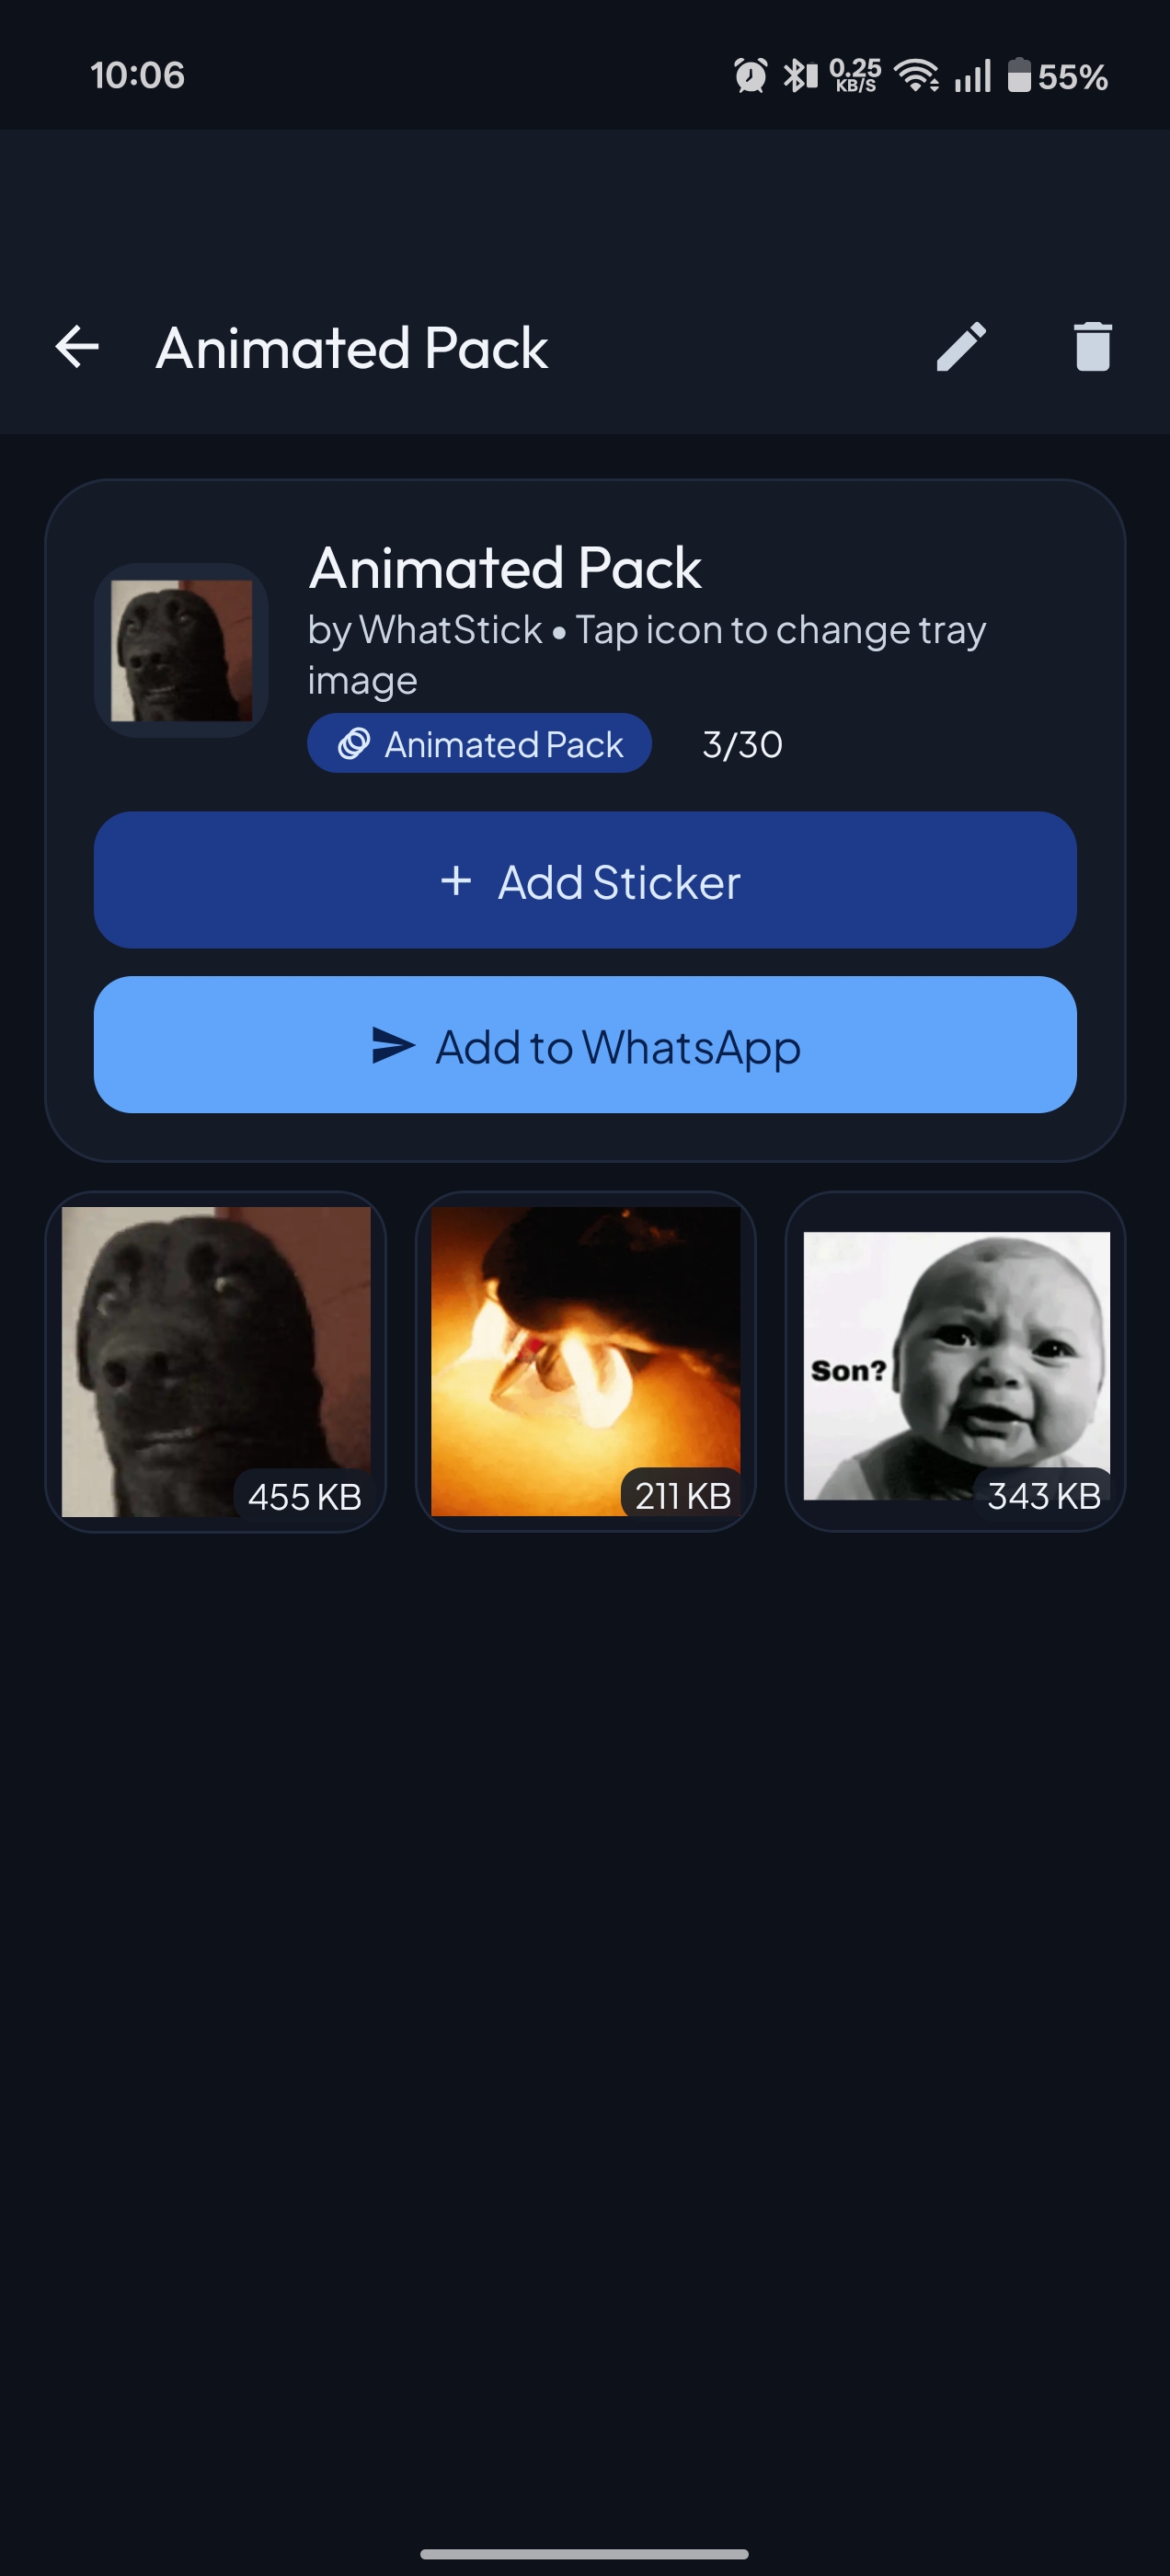 10:06
0.25
KB/S
55%
Animated Pack
Animated Pack
by WhatStick • Tap icon to change tray
image
Animated Pack 3/30
+ Add Sticker
Add to WhatsApp
Son?
455 KB 211 KB 343 KB